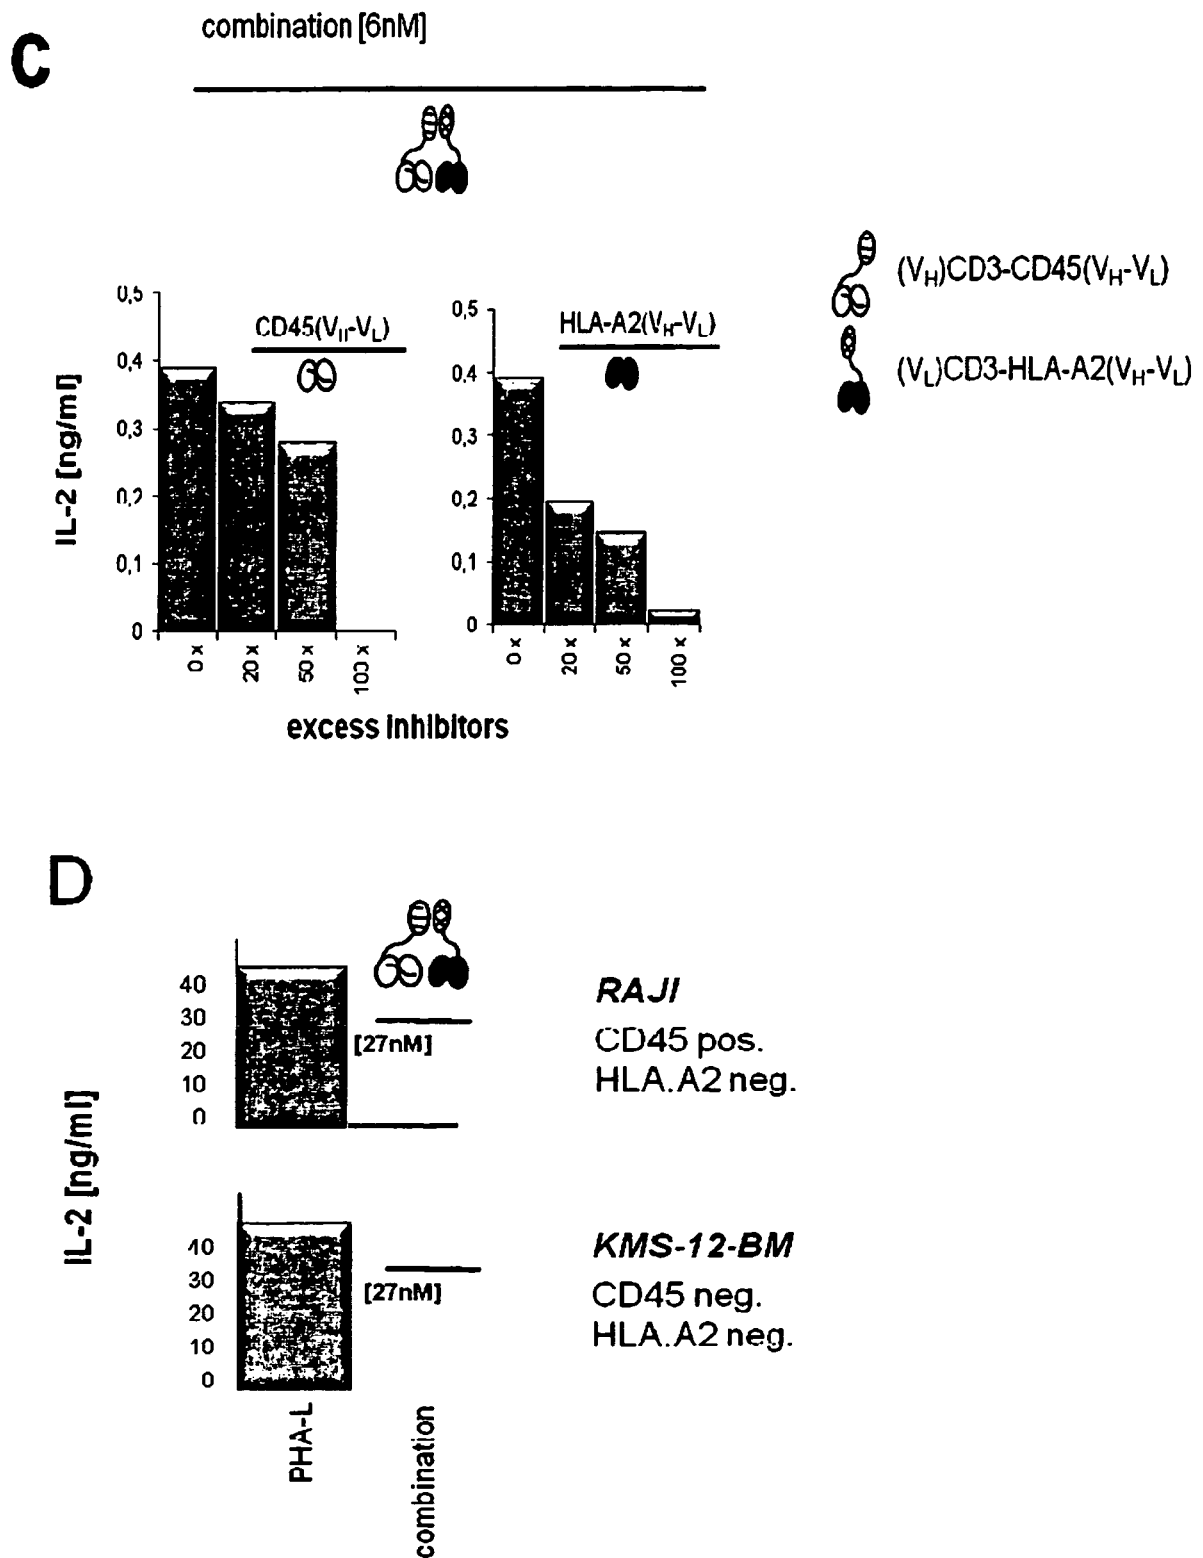 C
combination [6nM]
(VH)CD3-CD45(VH-VL)
(VL)CD3-HLA-A2(VH-VL)
IL-2 [ng/ml]
0,5
0,4
0,3
0,2
0,1
0
CD45(VH-VL)
0 x
20 x
50 x
100 x
0,5
0,4
0,3
0,2
0,1
0
HLA-A2(VH-VL)
0 x
20 x
50 x
100 x
excess inhibitors
D
IL-2 [ng/ml]
40
30
20
10
0
[27nM]
RAJI
CD45 pos.
HLA.A2 neg.
40
30
20
10
0
[27nM]
KMS-12-BM
CD45 neg.
HLA.A2 neg.
PHA-L
combination